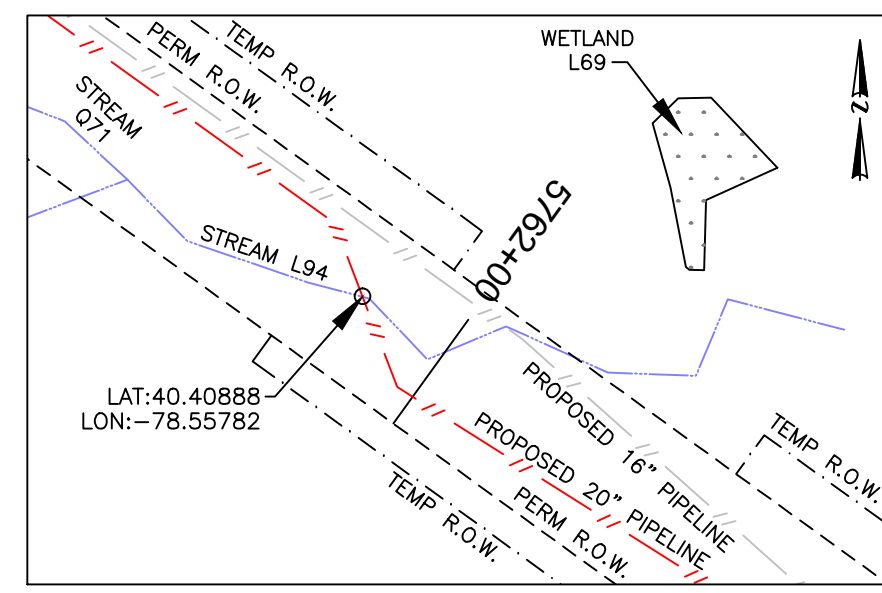 TEMP R.O.W.
PERM R.O.W.
WETLAND
L69
STREAM
Q71
N
5762+00
STREAM L94
LAT:40.40888
LON:-78.55782
PROPOSED 16" PIPELINE
PROPOSED 20" PIPELINE
TEMP R.O.W.
TEMP R.O.W.
PERM R.O.W.